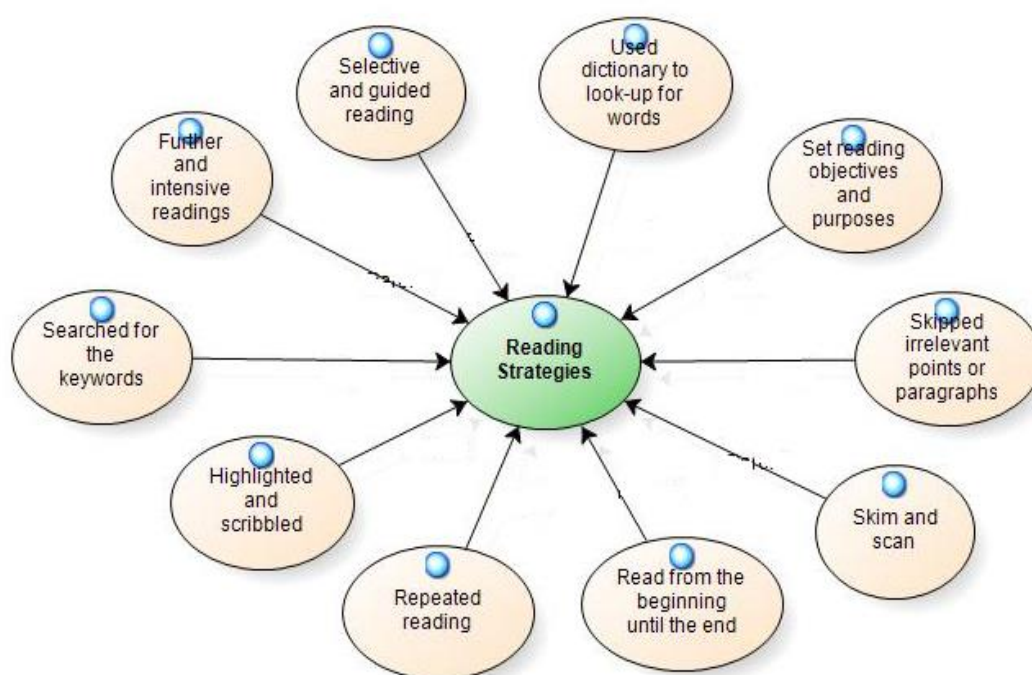 Selective
and guided
reading
Used
dictionary to
look-up for
words
Further
and
intensive
readings
Set reading
objectives
and
purposes
Searched for
the
keywords
Reading
Strategies
Skipped
irrelevant
points or
paragraphs
Highlighted
and
scribbled
Skim and
scan
Repeated
reading
Read from the
beginning
until the end